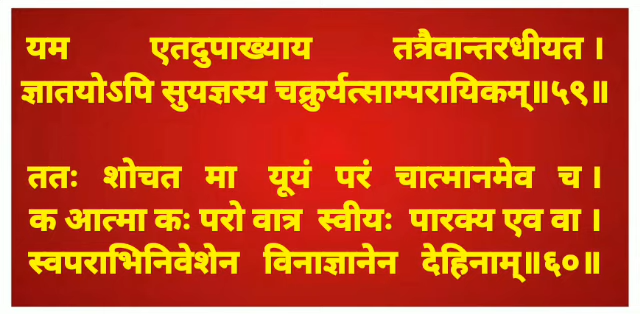 यम एतदुपाख्याय तत्रैवान्तरधीयत ।
ज्ञातयोऽपि सुयज्ञस्य चक्रुर्यत्साम्परायिकम्॥५९॥
ततः शोचत मा यूयं परं चात्मानमेव च ।
क आत्मा कः परो वात्र स्वीयः पारक्य एव वा ।
स्वपराभिनिवेशेन विनाज्ञानेन देहिनाम्॥६०॥